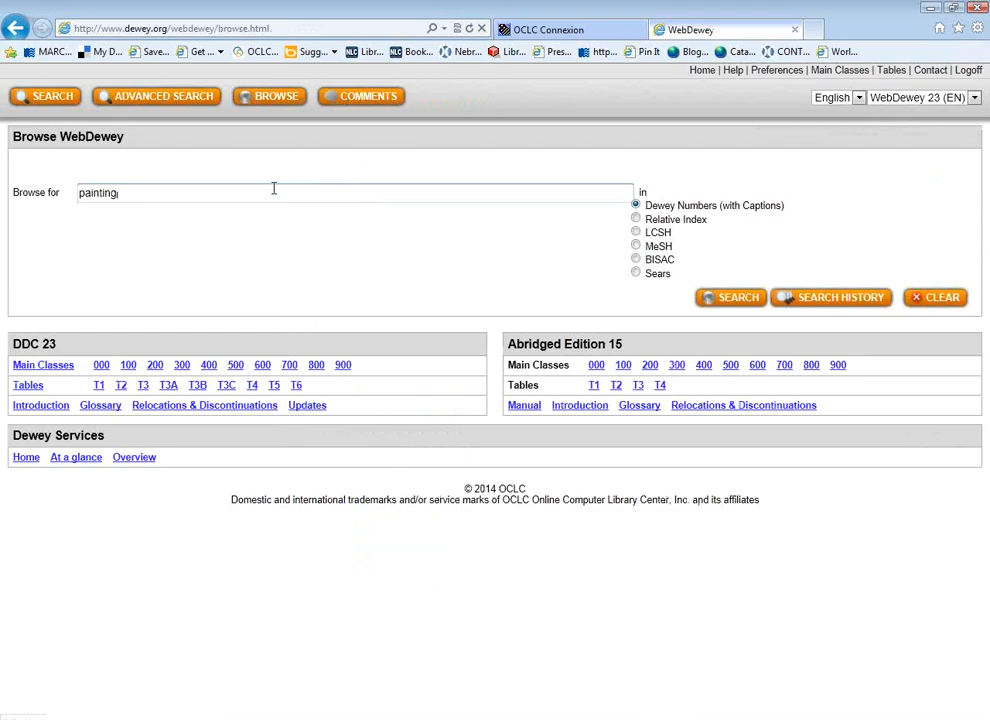 http://www.dewey.org/webdewey/browse.html.
OCLC Connexion
WebDewey
MARC...
My D...
Save...
Get ...
OCLC...
Sugg...
NLC Libr...
NLC Book...
Nebr...
Libr...
Pres...
http...
Pin It
Blog...
Cata...
CONT...
Worl...
Home | Help | Preferences | Main Classes | Tables | Contact | Logoff
SEARCH
ADVANCED SEARCH
BROWSE
COMMENTS
English
WebDewey 23 (EN)
Browse WebDewey
Browse for
painting
in
Dewey Numbers (with Captions)
Relative Index
LCSH
MeSH
BISAC
Sears
SEARCH
SEARCH HISTORY
CLEAR
DDC 23
Main Classes 000 100 200 300 400 500 600 700 800 900
Tables T1 T2 T3 T3A T3B T3C T4 T5 T6
Introduction Glossary Relocations & Discontinuations Updates
Abridged Edition 15
Main Classes 000 100 200 300 400 500 600 700 800 900
Tables T1 T2 T3 T4
Manual Introduction Glossary Relocations & Discontinuations
Dewey Services
Home At a glance Overview
© 2014 OCLC
Domestic and international trademarks and/or service marks of OCLC Online Computer Library Center, Inc. and its affiliates